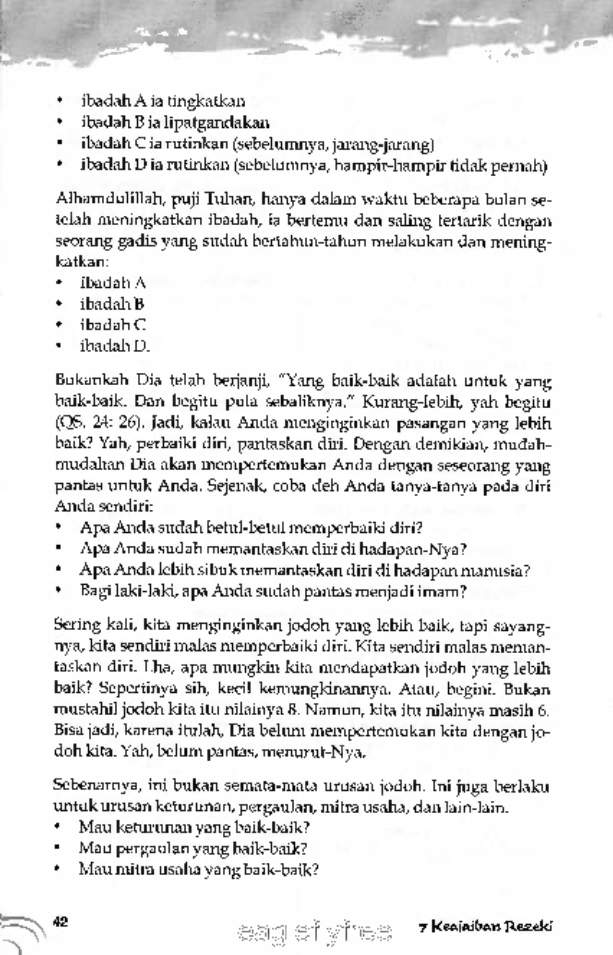 • ibadah A ia tingkatkan
• ibadah B ia lipatgandakan
• ibadah C ia rutinkan (sebelumnya, jarang-jarang)
• ibadah D ia rutinkan (sebelumnya, hampir-hampir tidak pernah)
Alhamdulillah, puji Tuhan, hanya dalam waktu beberapa bulan se-
telah meningkatkan ibadah, ia bertemu dan saling tertarik dengan
seorang gadis yang sudah bertahun-tahun melakukan dan mening-
katkan:
• ibadah A
• ibadah B
• ibadah C
• ibadah D.
Bukankah Dia telah berjanji, "Yang baik-baik adalah untuk yang
baik-baik. Dan begitu pula sebaliknya." Kurang-lebih, yah begitu
(QS. 24: 26). Jadi, kalau Anda menginginkan pasangan yang lebih
baik? Yah, perbaiki diri, pantaskan diri. Dengan demikian, mudah-
mudahan Dia akan mempertemukan Anda dengan seseorang yang
pantas untuk Anda. Sejenak, coba deh Anda tanya-tanya pada diri
Anda sendiri:
• Apa Anda sudah betul-betul memperbaiki diri?
• Apa Anda sudah memantaskan diri di hadapan-Nya?
• Apa Anda lebih sibuk memantaskan diri di hadapan manusia?
• Bagi laki-laki, apa Anda sudah pantas menjadi imam?
Sering kali, kita menginginkan jodoh yang lebih baik, tapi sayang-
nya, kita sendiri malas memperbaiki diri. Kita sendiri malas meman-
taskan diri. Lha, apa mungkin kita mendapatkan jodoh yang lebih
baik? Sepertinya sih, kecil kemungkinannya. Atau, begini. Bukan
mustahil jodoh kita itu nilainya 8. Namun, kita itu nilainya masih 6.
Bisa jadi, karena itulah, Dia belum mempertemukan kita dengan jo-
doh kita. Yah, belum pantas, menurut-Nya.
Sebenarnya, ini bukan semata-mata urusan jodoh. Ini juga berlaku
untuk urusan keturunan, pergaulan, mitra usaha, dan lain-lain.
• Mau keturunan yang baik-baik?
• Mau pergaulan yang baik-baik?
• Mau mitra usaha yang baik-baik?
42
7 Keajaiban Rezeki